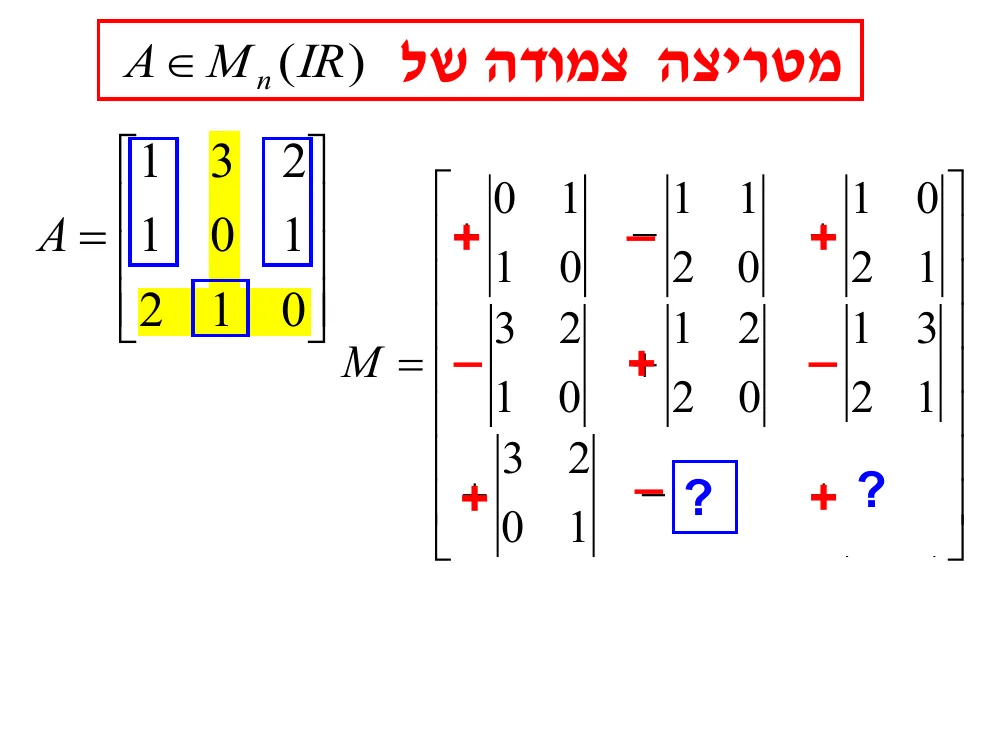 מטריצה צמודה של A ∈ M_n (IR)
A = [1 3 2
1 0 1
2 1 0]
M = [+ |0 1; 1 0| − |1 1; 2 0| + |1 0; 2 1|
− |3 2; 1 0| + |1 2; 2 0| − |1 3; 2 1|
+ |3 2; 0 1| − ? + ?]